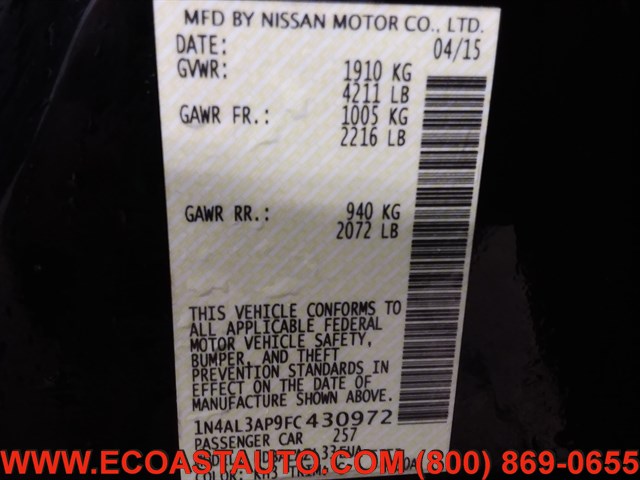 MFD BY NISSAN MOTOR CO., LTD.
DATE: 04/15
GVWR: 1910 KG
4211 LB
GAWR FR.: 1005 KG
2216 LB
GAWR RR.: 940 KG
2072 LB
THIS VEHICLE CONFORMS TO
ALL APPLICABLE FEDERAL
MOTOR VEHICLE SAFETY,
BUMPER, AND THEFT
PREVENTION STANDARDS IN
EFFECT ON THE DATE OF
MANUFACTURE SHOWN ABOVE.
1N4AL3AP9FC430972
PASSENGER CAR 257
WWW.ECOASTAUTO.COM (800) 869-0655